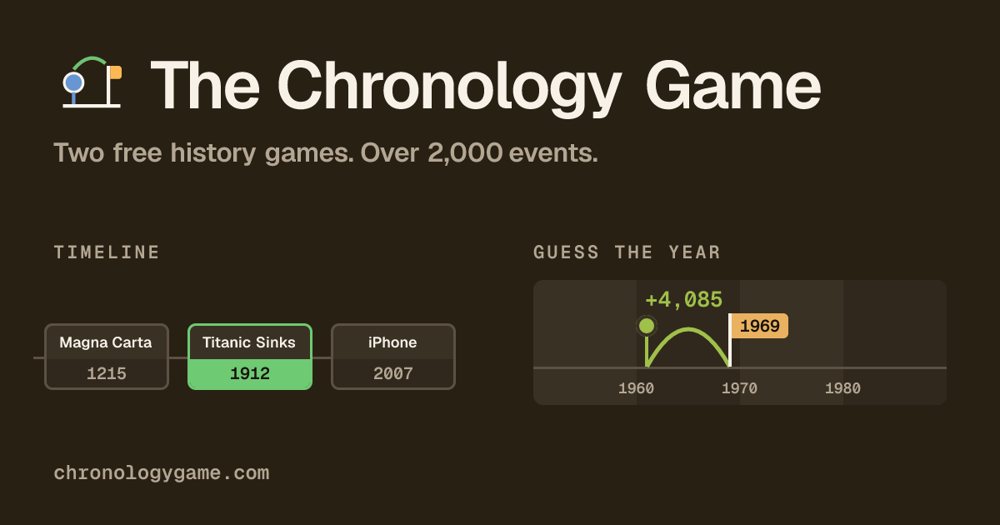 The Chronology Game
Two free history games. Over 2,000 events.
TIMELINE
Magna Carta
1215
Titanic Sinks
1912
iPhone
2007
GUESS THE YEAR
+4,085
1969
1960
1970
1980
chronologygame.com